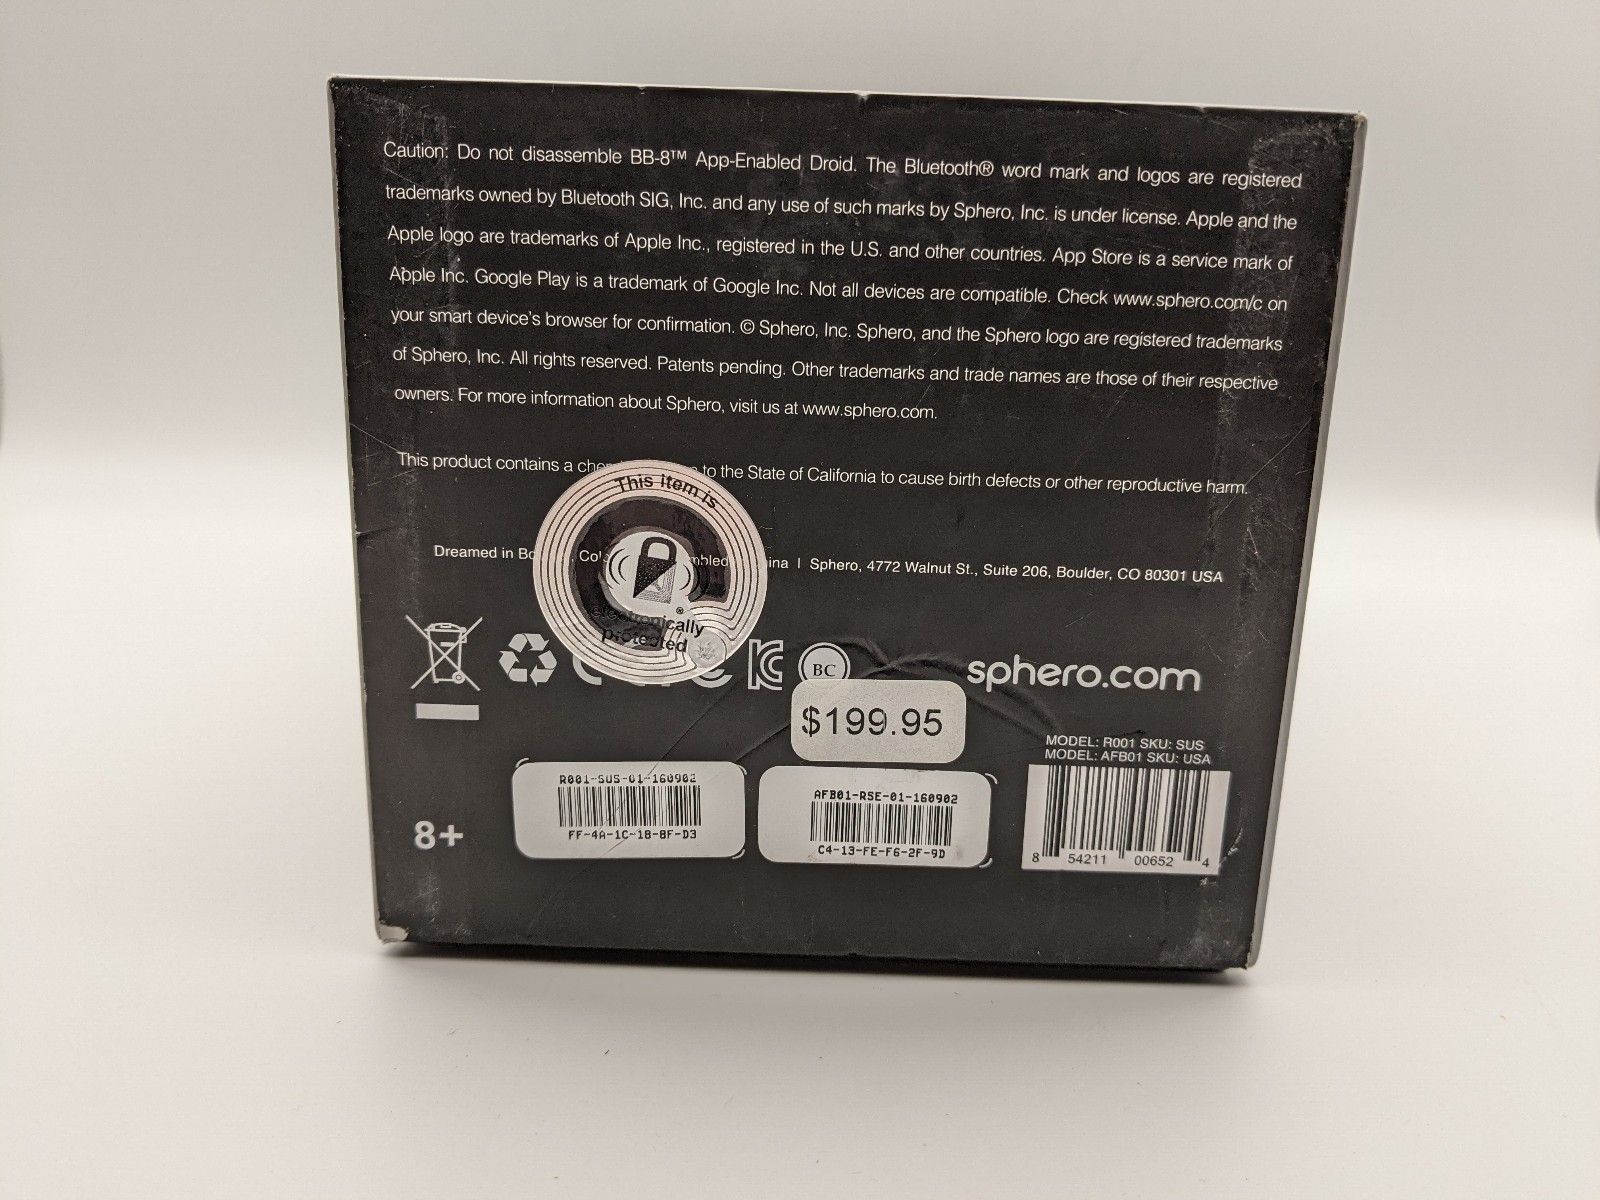 Caution: Do not disassemble BB-8™ App-Enabled Droid. The Bluetooth® word mark and logos are registered
trademarks owned by Bluetooth SIG, Inc. and any use of such marks by Sphero, Inc. is under license. Apple and the
Apple logo are trademarks of Apple Inc., registered in the U.S. and other countries. App Store is a service mark of
Apple Inc. Google Play is a trademark of Google Inc. Not all devices are compatible. Check www.sphero.com/c on
your smart device's browser for confirmation. © Sphero, Inc. Sphero, and the Sphero logo are registered trademarks
of Sphero, Inc. All rights reserved. Patents pending. Other trademarks and trade names are those of their respective
owners. For more information about Sphero, visit us at www.sphero.com.
This product contains a to the State of California to cause birth defects or other reproductive harm.
This item is
electronically
protected
Dreamed in | Sphero, 4772 Walnut St., Suite 206, Boulder, CO 80301 USA
BC
sphero.com
$199.95
MODEL: R001 SKU: SUS
MODEL: AFB01 SKU: USA
R001-SUS-01-160902
FF-4A-1C-18-8F-D3
AFB01-RSE-01-160902
C4-13-FE-F6-2F-9D
8 54211 00652 4
8+